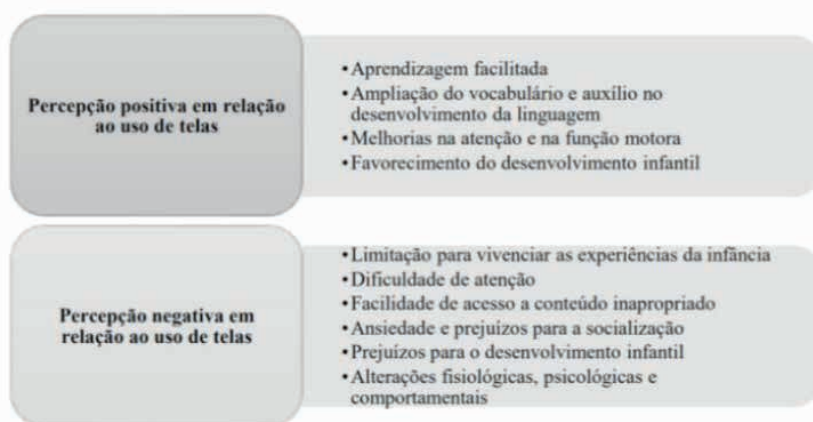 Percepção positiva em relação
ao uso de telas
•Aprendizagem facilitada
•Ampliação do vocabulário e auxílio no
desenvolvimento da linguagem
•Melhorias na atenção e na função motora
•Favorecimento do desenvolvimento infantil
Percepção negativa em
relação ao uso de telas
•Limitação para vivenciar as experiências da infância
•Dificuldade de atenção
•Facilidade de acesso a conteúdo inapropriado
•Ansiedade e prejuízos para a socialização
•Prejuízos para o desenvolvimento infantil
•Alterações fisiológicas, psicológicas e
comportamentais